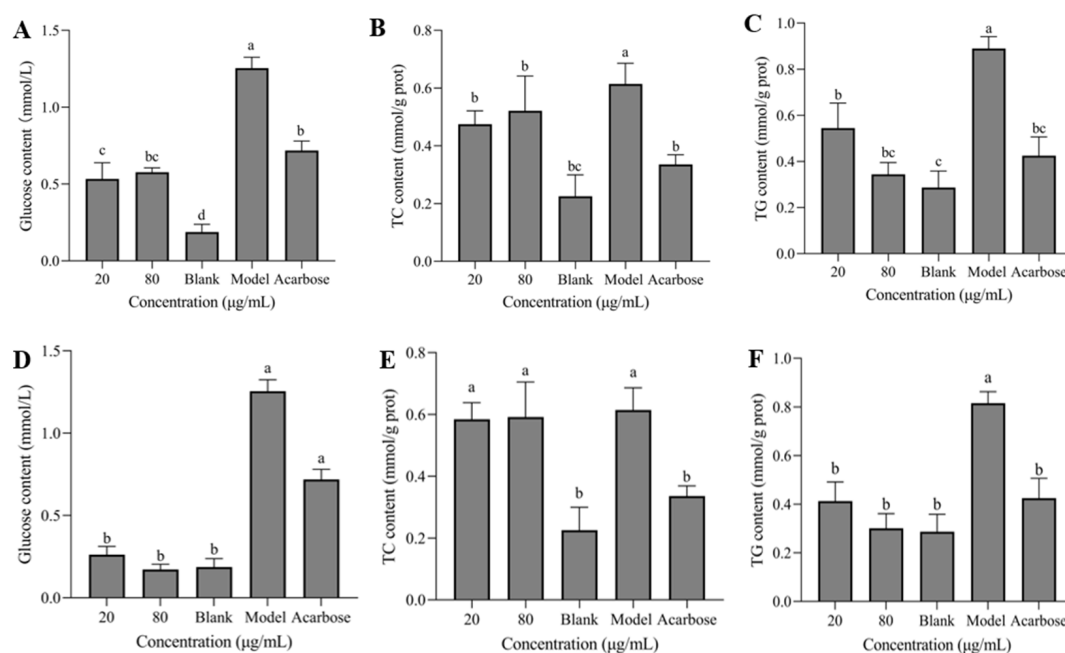 A
Glucose content (mmol/L)
1.5
1.0
0.5
0.0
c
bc
d
a
b
20 80 Blank Model Acarbose
Concentration (μg/mL)
B
TC content (mmol/g prot)
0.8
0.6
0.4
0.2
0.0
b
b
bc
a
b
20 80 Blank Model Acarbose
Concentration (μg/mL)
C
TG content (mmol/g prot)
1.0
0.8
0.6
0.4
0.2
0.0
b
bc
c
a
bc
20 80 Blank Model Acarbose
Concentration (μg/mL)
D
Glucose content (mmol/L)
1.5
1.0
0.5
0.0
b
b
b
a
a
20 80 Blank Model Acarbose
Concentration (μg/mL)
E
TC content (mmol/g prot)
0.8
0.6
0.4
0.2
0.0
a
a
b
a
b
20 80 Blank Model Acarbose
Concentration (μg/mL)
F
TG content (mmol/g prot)
1.0
0.8
0.6
0.4
0.2
0.0
b
b
b
a
b
20 80 Blank Model Acarbose
Concentration (μg/mL)